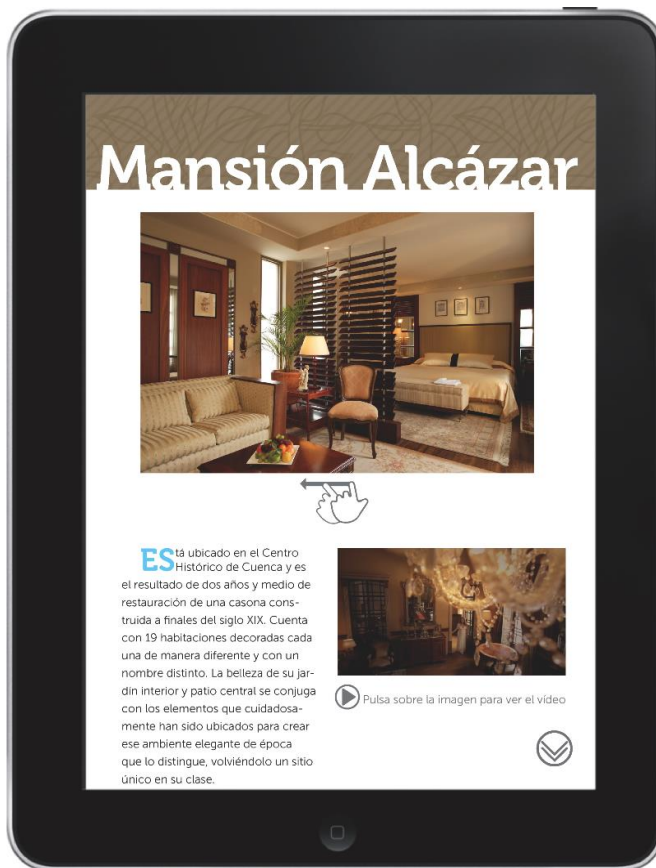 Mansión Alcázar
EStá ubicado en el Centro
Histórico de Cuenca y es
el resultado de dos años y medio de
restauración de una casona cons-
truida a finales del siglo XIX. Cuenta
con 19 habitaciones decoradas cada
una de manera diferente y con un
nombre distinto. La belleza de su jar-
dín interior y patio central se conjuga
con los elementos que cuidadosa-
mente han sido ubicados para crear
ese ambiente elegante de época
que lo distingue, volviéndolo un sitio
único en su clase.
Pulsa sobre la imagen para ver el vídeo